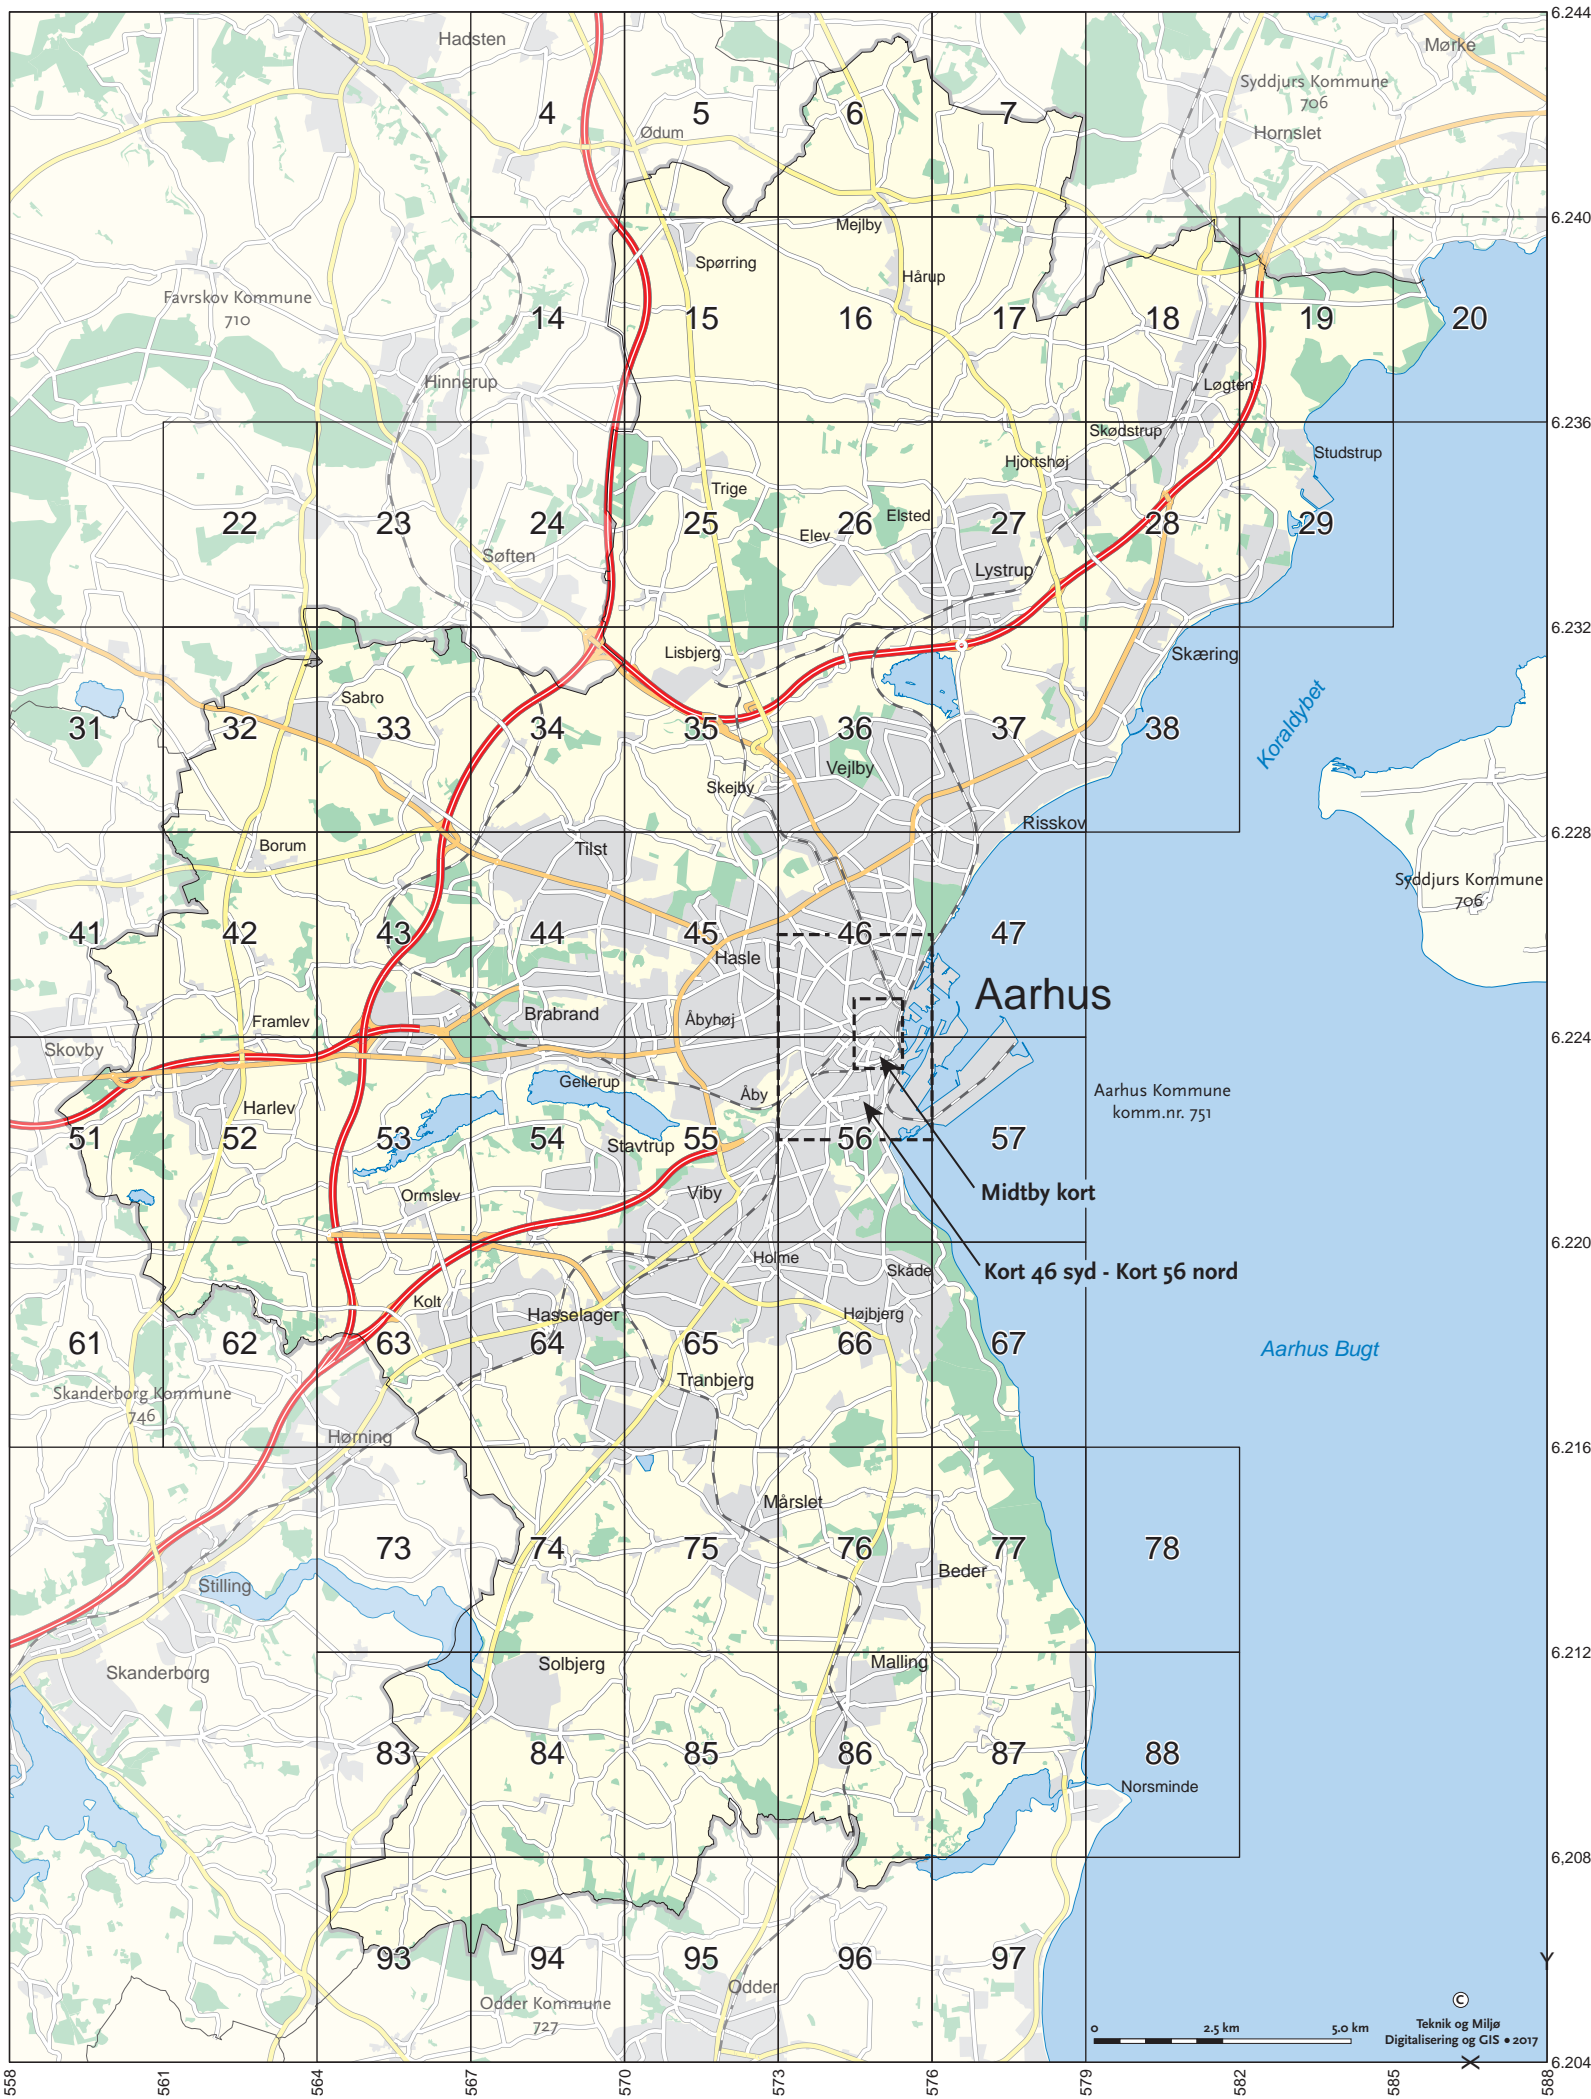 6.244
Hadsten
Mørke
Syddjurs Kommune
706
4
5
6
7
Ødum
Hornslet
6.240
Mejlby
Spørring
Hårup
Favrskov Kommune
710
14
15
16
17
18
19
20
Hinnerup
Løgten
6.236
Skødstrup
Studstrup
Hjortshøj
Trige
Elsted
22
23
24
25
26
27
28
29
Elev
Søften
Lystrup
6.232
Lisbjerg
Skæring
Sabro
Koraldybet
31
32
33
34
35
36
37
38
Vejlby
Skejby
Risskov
6.228
Borum
Tilst
Syddjurs Kommune
706
41
42
43
44
45
46
47
Hasle
Aarhus
Brabrand
Åbyhøj
Framlev
6.224
Skovby
Gellerup
Åby
Aarhus Kommune
komm.nr. 751
Harlev
51
52
53
54
55
56
57
Stavtrup
Ormslev
Viby
Midtby kort
6.220
Holme
Skåde
Kort 46 syd - Kort 56 nord
Kolt
Hasselager
Højbjerg
61
62
63
64
65
66
67
Aarhus Bugt
Tranbjerg
Skanderborg Kommune
746
Hørning
6.216
Mårslet
73
74
75
76
77
78
Beder
Stilling
6.212
Skanderborg
Solbjerg
Malling
83
84
85
86
87
88
Norsminde
6,208
93
94
95
96
97
Y
Odder
Odder Kommune
727
©
0
2.5 km
5.0 km
Teknik og Miljø
Digitalisering og GIS • 2017
X
6.204
558
561
564
567
570
573
576
579
582
585
588